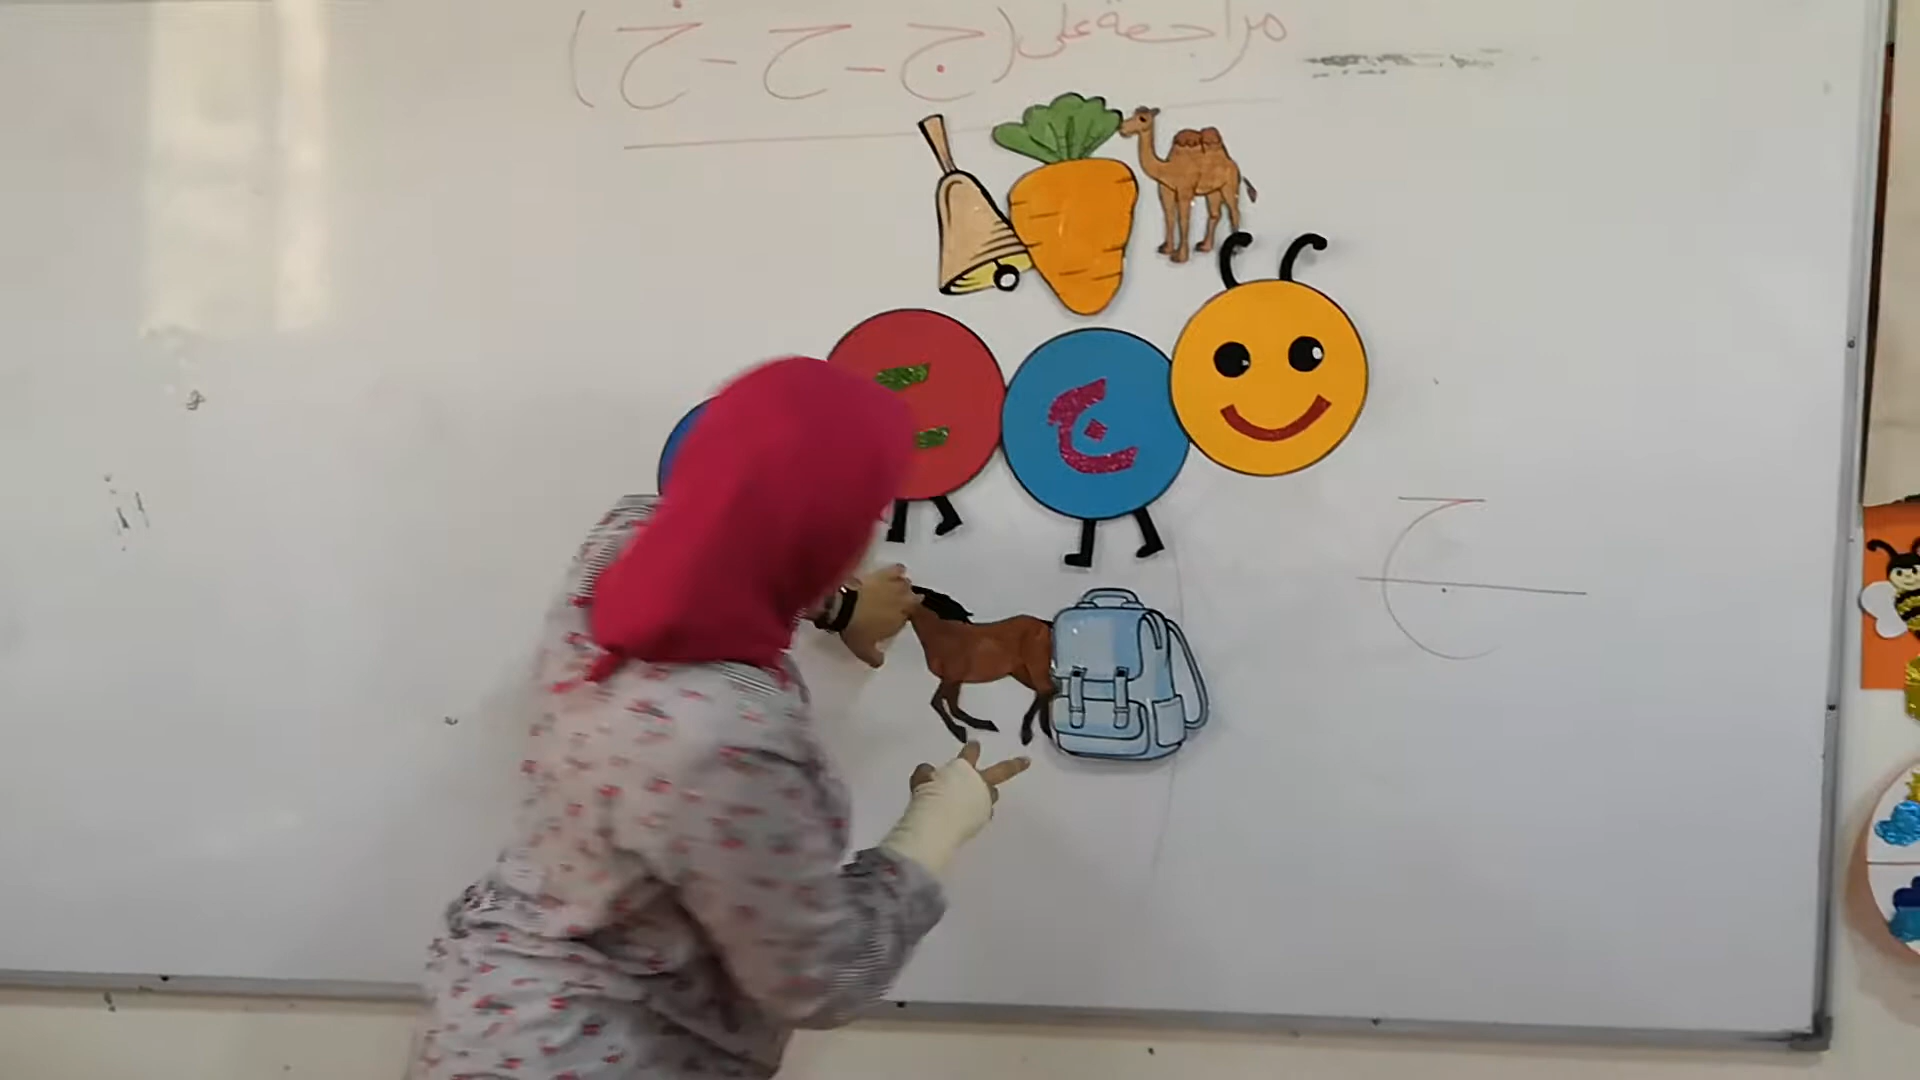 مراجعة على (ج - ح - خ)
ج
ج